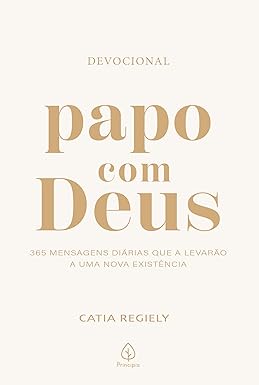 DEVOCIONAL
papo
com
Deus
365 MENSAGENS DIÁRIAS QUE A LEVARÃO
A UMA NOVA EXISTÊNCIA
CATIA REGIELY
Principis